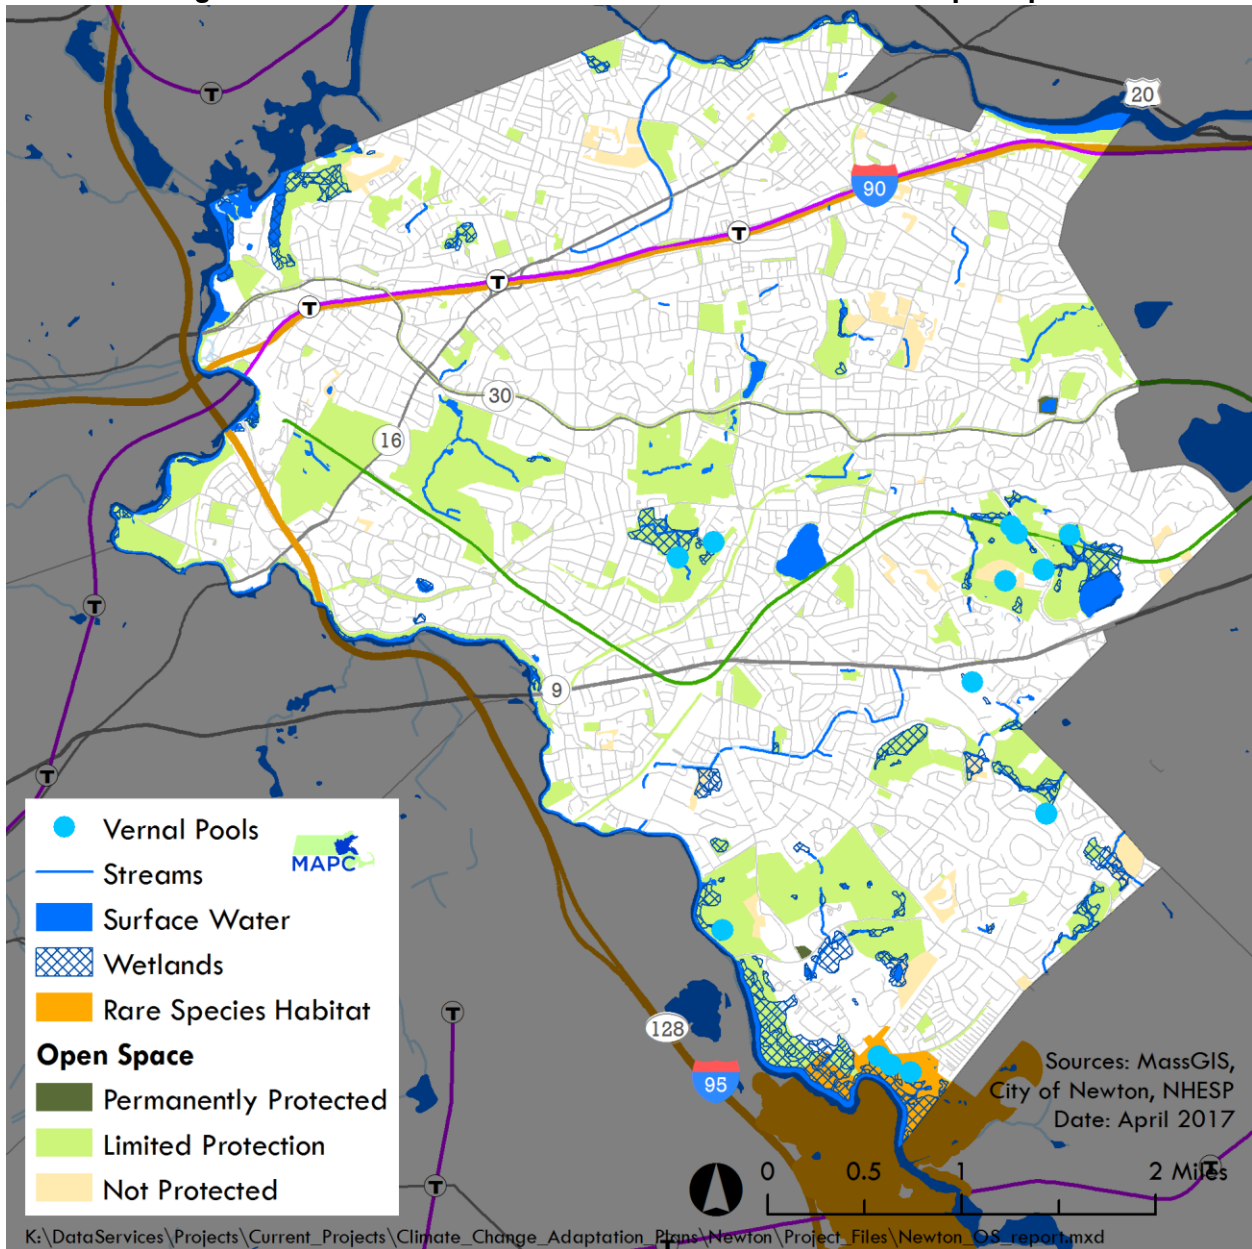 T
20
90
T
T
T
30
16
T
9
T
Vernal Pools
MAPC
Streams
Surface Water
Wetlands
Rare Species Habitat
Open Space
Permanently Protected
Limited Protection
Not Protected
T
128
95
T
T
T
Sources: MassGIS,
City of Newton, NHESP
Date: April 2017
0 0.5 1 2 Miles
K:\DataServices\Projects\Current_Projects\Climate_Change_Adaptation_Plans\Newton\Project_Files\Newton_OS_report.mxd